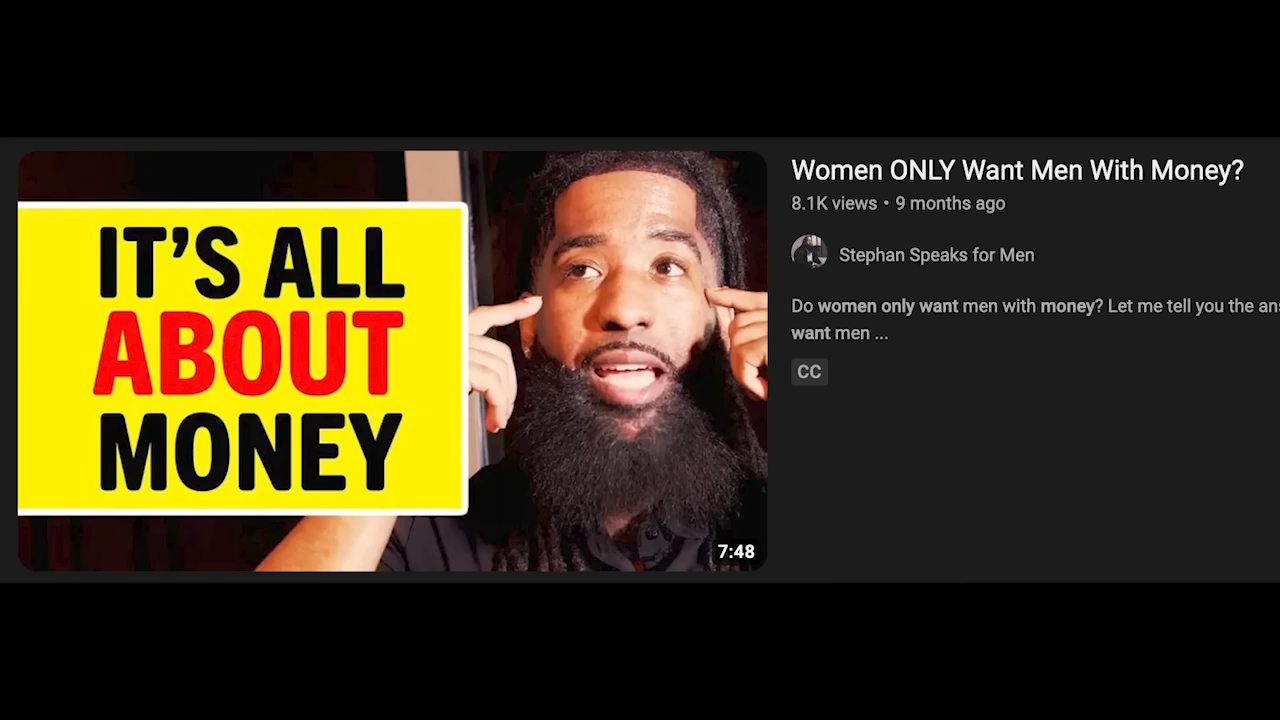 IT'S ALL
ABOUT
MONEY
7:48
Women ONLY Want Men With Money?
8.1K views • 9 months ago
Stephan Speaks for Men
Do women only want men with money? Let me tell you the
want men ...
CC